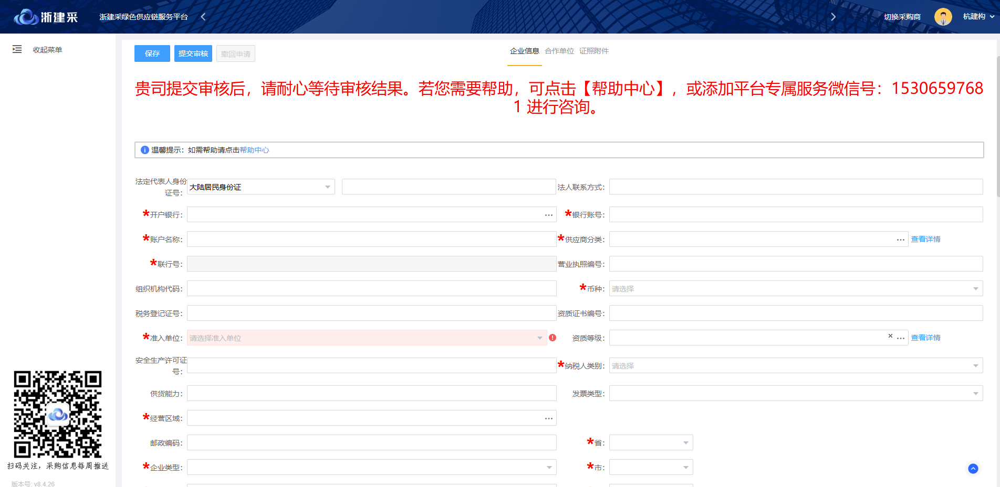 浙建采
浙建采绿色供应链服务平台
切换采购商
杭建构
收起菜单
保存
提交审核
撤回申请
企业信息
合作单位
证照附件
贵司提交审核后，请耐心等待审核结果。若您需要帮助，可点击【帮助中心】，或添加平台专属服务微信号：1530659768
1 进行咨询。
温馨提示：如需帮助请点击帮助中心
法定代表人身份
证号：
大陆居民身份证
法人联系方式：
*开户银行：
*银行账号：
*账户名称：
*供应商分类：
查看详情
*联行号：
营业执照编号：
组织机构代码：
*币种：
请选择
税务登记证号：
资质证书编号：
*准入单位：
请选择准入单位
资质等级：
查看详情
安全生产许可证
号：
*纳税人类别：
请选择
供货能力：
发票类型：
*经营区域：
邮政编码：
*省：
*企业类型：
*市：
扫码关注，采购信息每周推送
版本号: v8.4.26